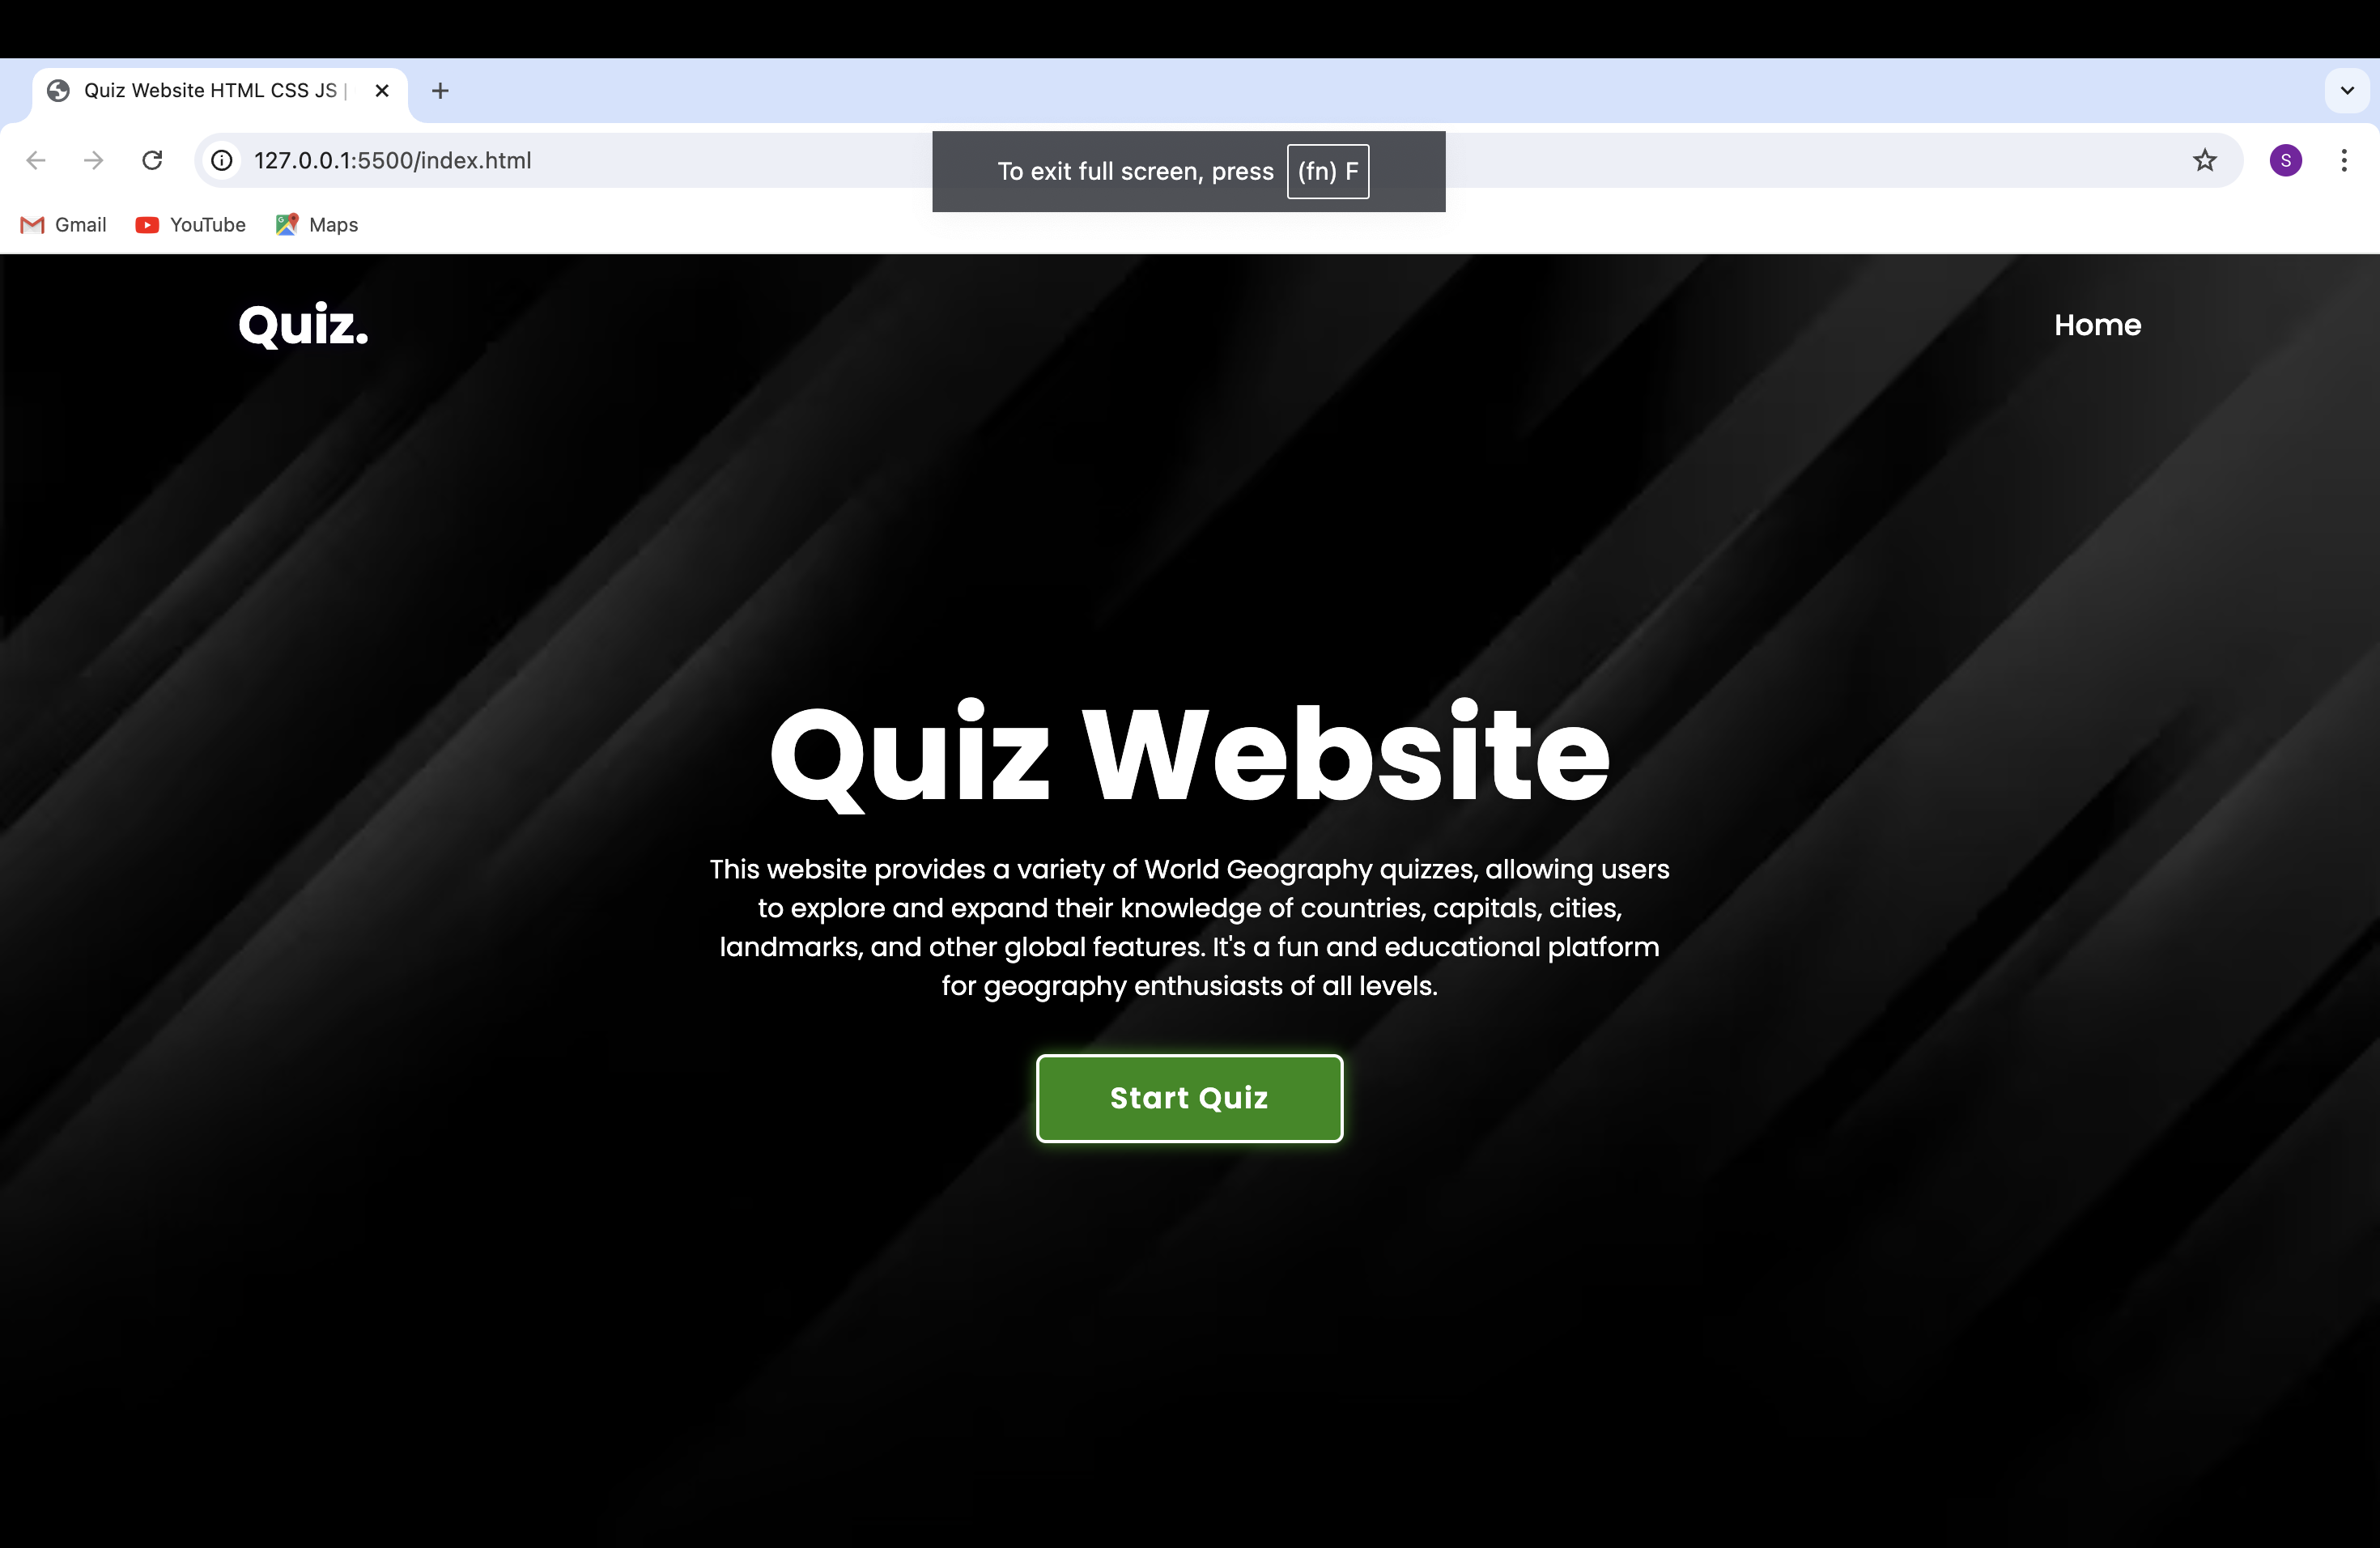 Quiz Website HTML CSS JS |
127.0.0.1:5500/index.html
To exit full screen, press (fn) F
S
Gmail YouTube Maps
Quiz. Home
Quiz Website
This website provides a variety of World Geography quizzes, allowing users
to explore and expand their knowledge of countries, capitals, cities,
landmarks, and other global features. It's a fun and educational platform
for geography enthusiasts of all levels.
Start Quiz